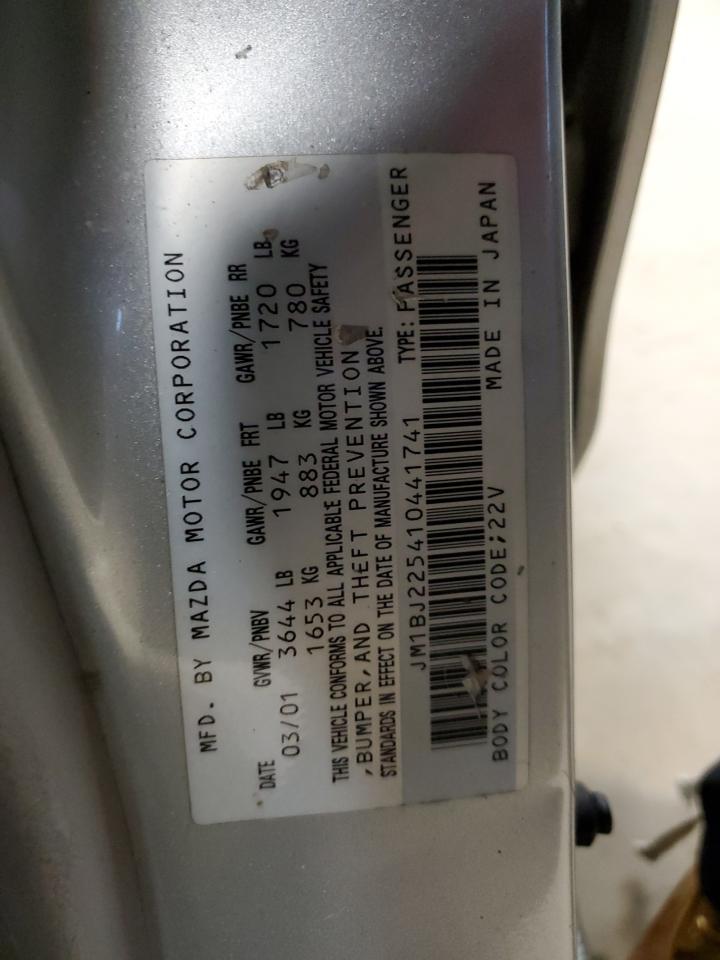 MFD. BY MAZDA MOTOR CORPORATION
DATE GVWR/PNBV GAWR/PNBE FRT GAWR/PNBE RR
03/01 3644 LB 1947 LB 1720 LB
1653 KG 883 KG 780 KG
THIS VEHICLE CONFORMS TO ALL APPLICABLE FEDERAL MOTOR VEHICLE SAFETY
,BUMPER,AND THEFT PREVENTION
STANDARDS IN EFFECT ON THE DATE OF MANUFACTURE SHOWN ABOVE.
JM1BJ225410441741 TYPE: PASSENGER
BODY COLOR CODE;22V MADE IN JAPAN